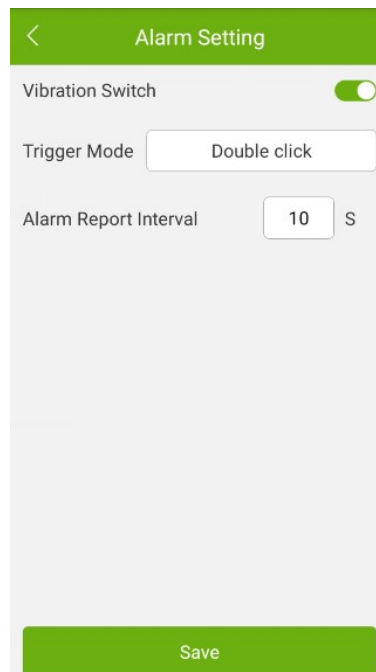 Alarm Setting
Vibration Switch
Trigger Mode Double click
Alarm Report Interval 10 S
Save